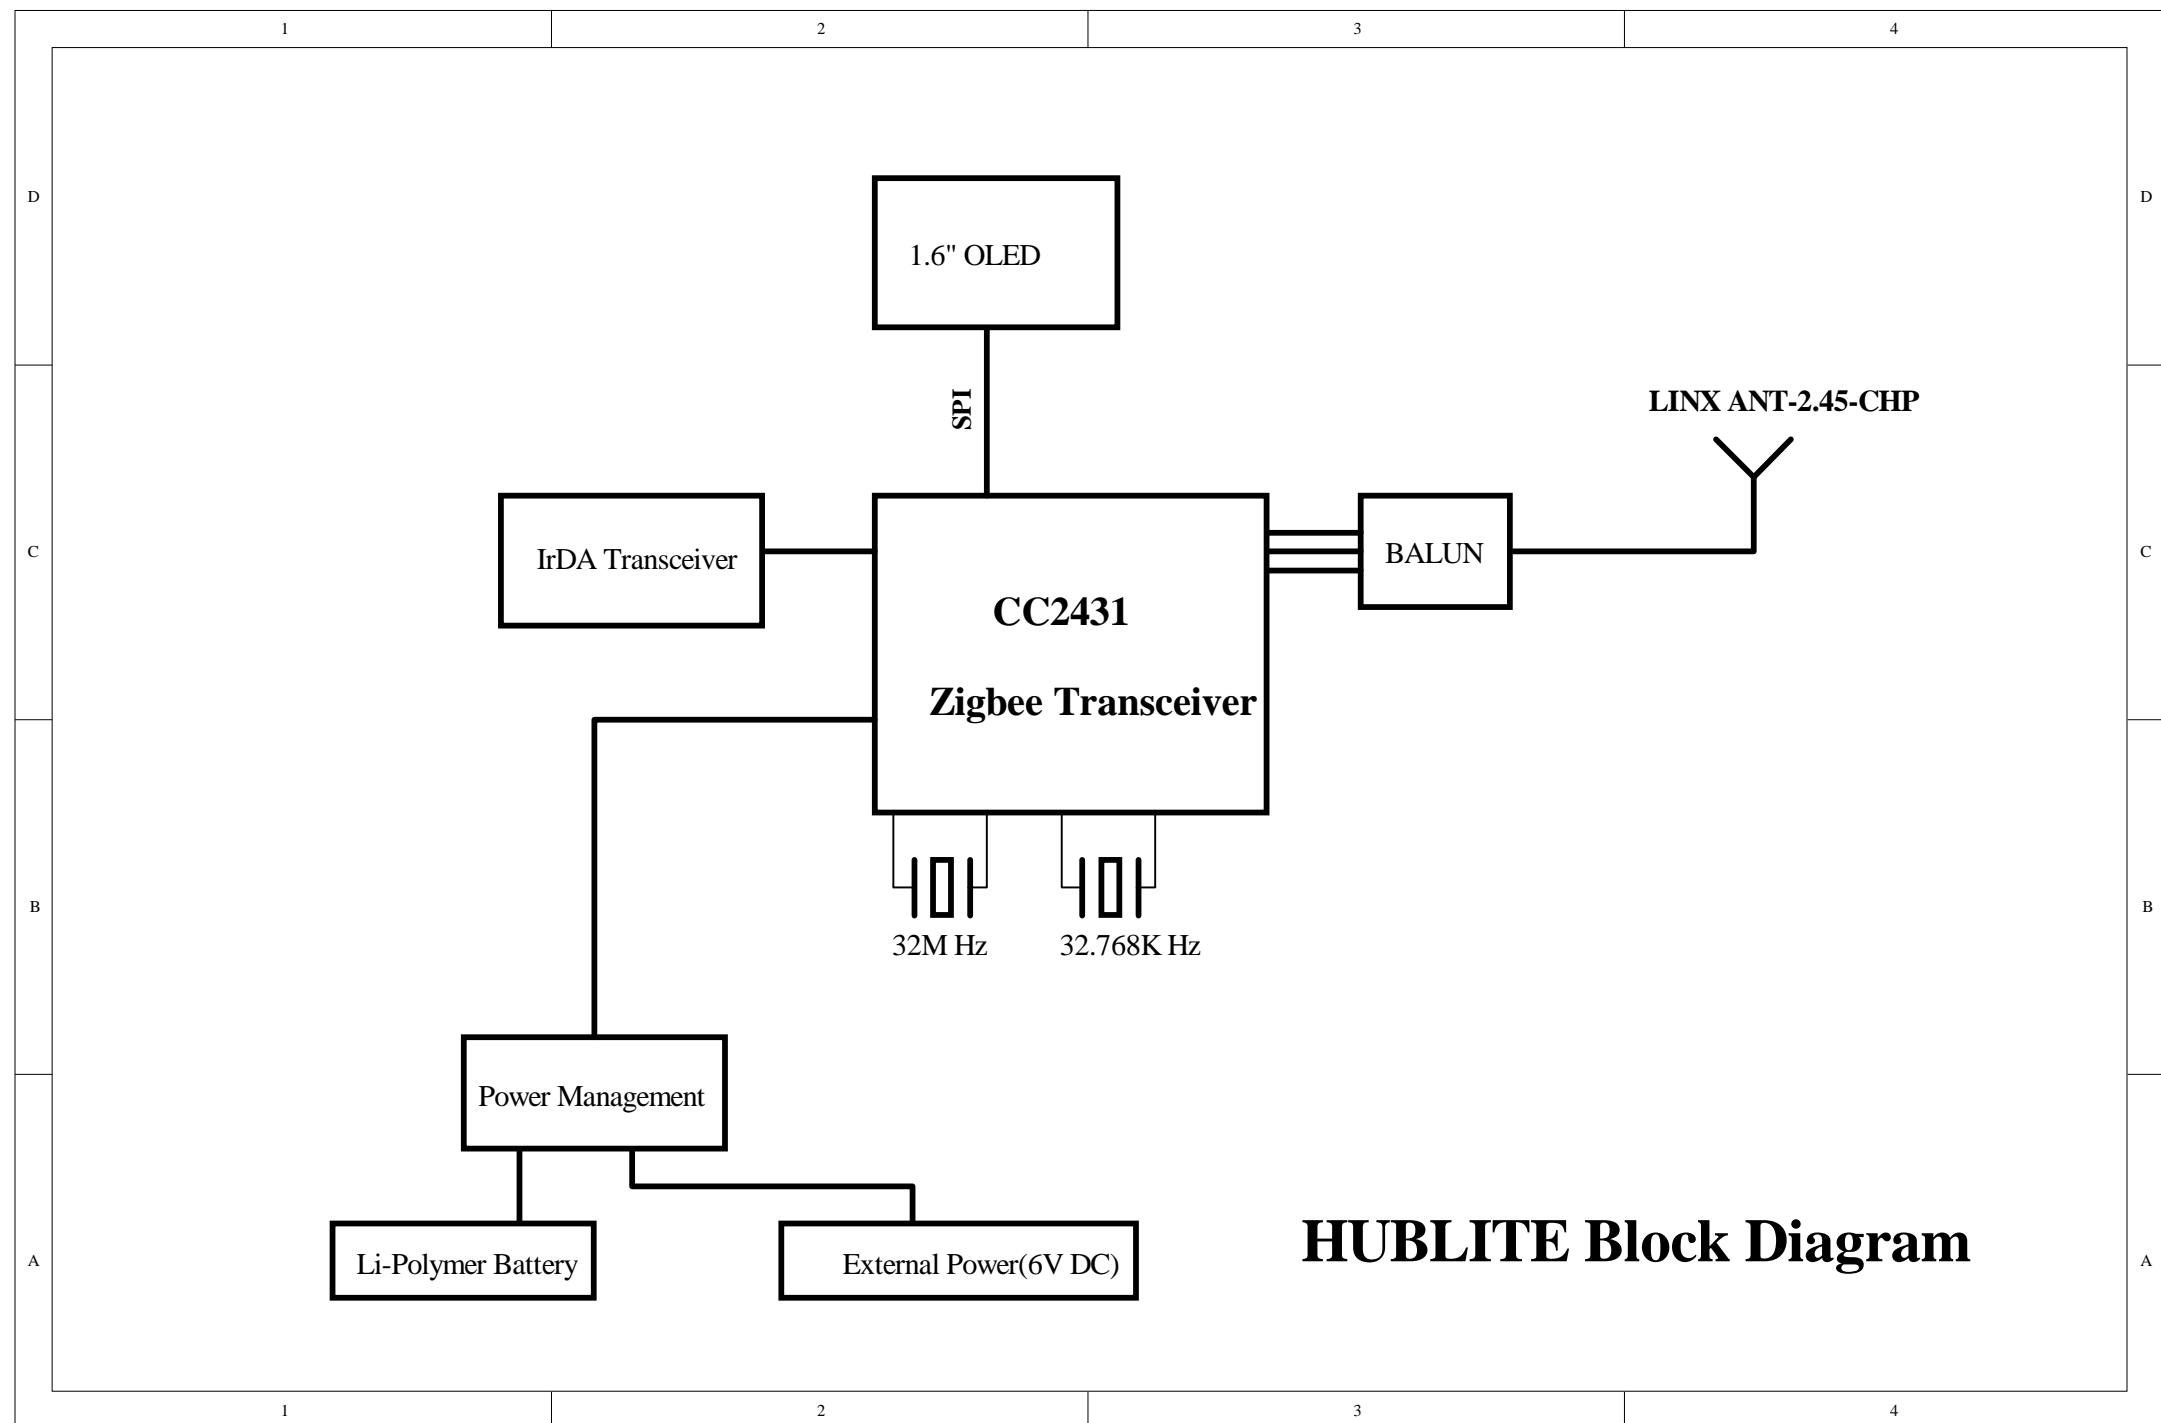 1 2 3 4
D D
1.6" OLED
SPI
LINX ANT-2.45-CHP
IrDA Transceiver
BALUN
C C
CC2431
Zigbee Transceiver
B B
32M Hz 32.768K Hz
Power Management
Li-Polymer Battery
External Power(6V DC)
HUBLITE Block Diagram
A A
1 2 3 4